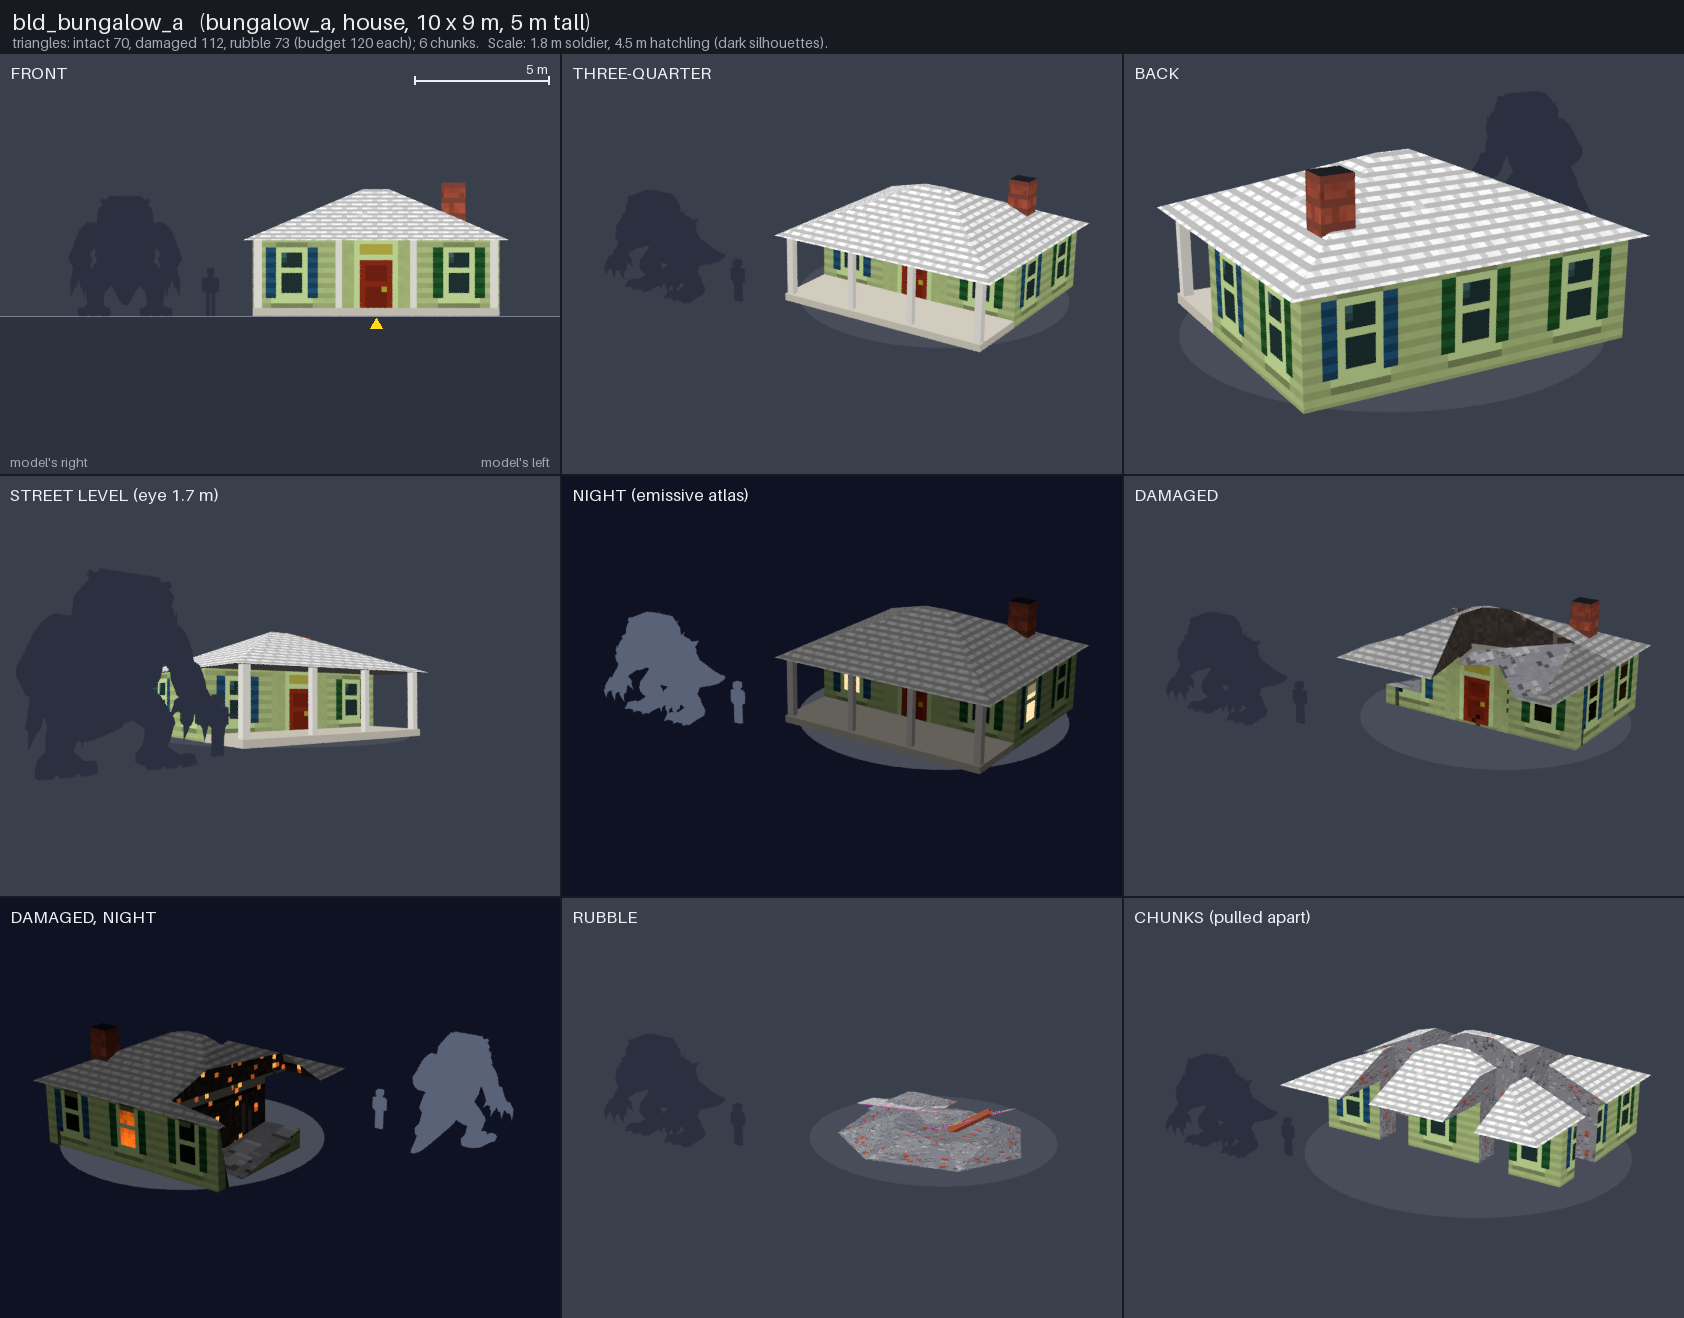 bld_bungalow_a (bungalow_a, house, 10 x 9 m, 5 m tall)
triangles: intact 70, damaged 112, rubble 73 (budget 120 each); 6 chunks. Scale: 1.8 m soldier, 4.5 m hatchling (dark silhouettes).
FRONT
5 m
model's right
model's left
THREE-QUARTER
BACK
STREET LEVEL (eye 1.7 m)
NIGHT (emissive atlas)
DAMAGED
DAMAGED, NIGHT
RUBBLE
CHUNKS (pulled apart)